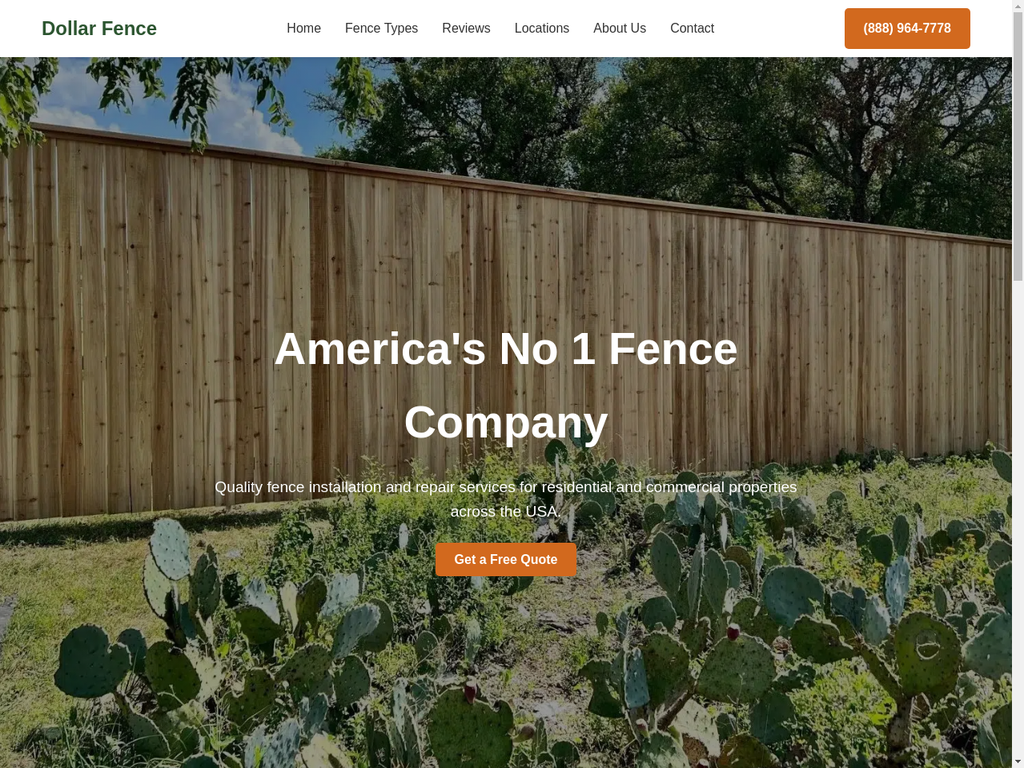 Dollar Fence
Home
Fence Types
Reviews
Locations
About Us
Contact
(888) 964-7778
America's No 1 Fence
Company
Quality fence installation and repair services for residential and commercial properties
across the USA.
Get a Free Quote